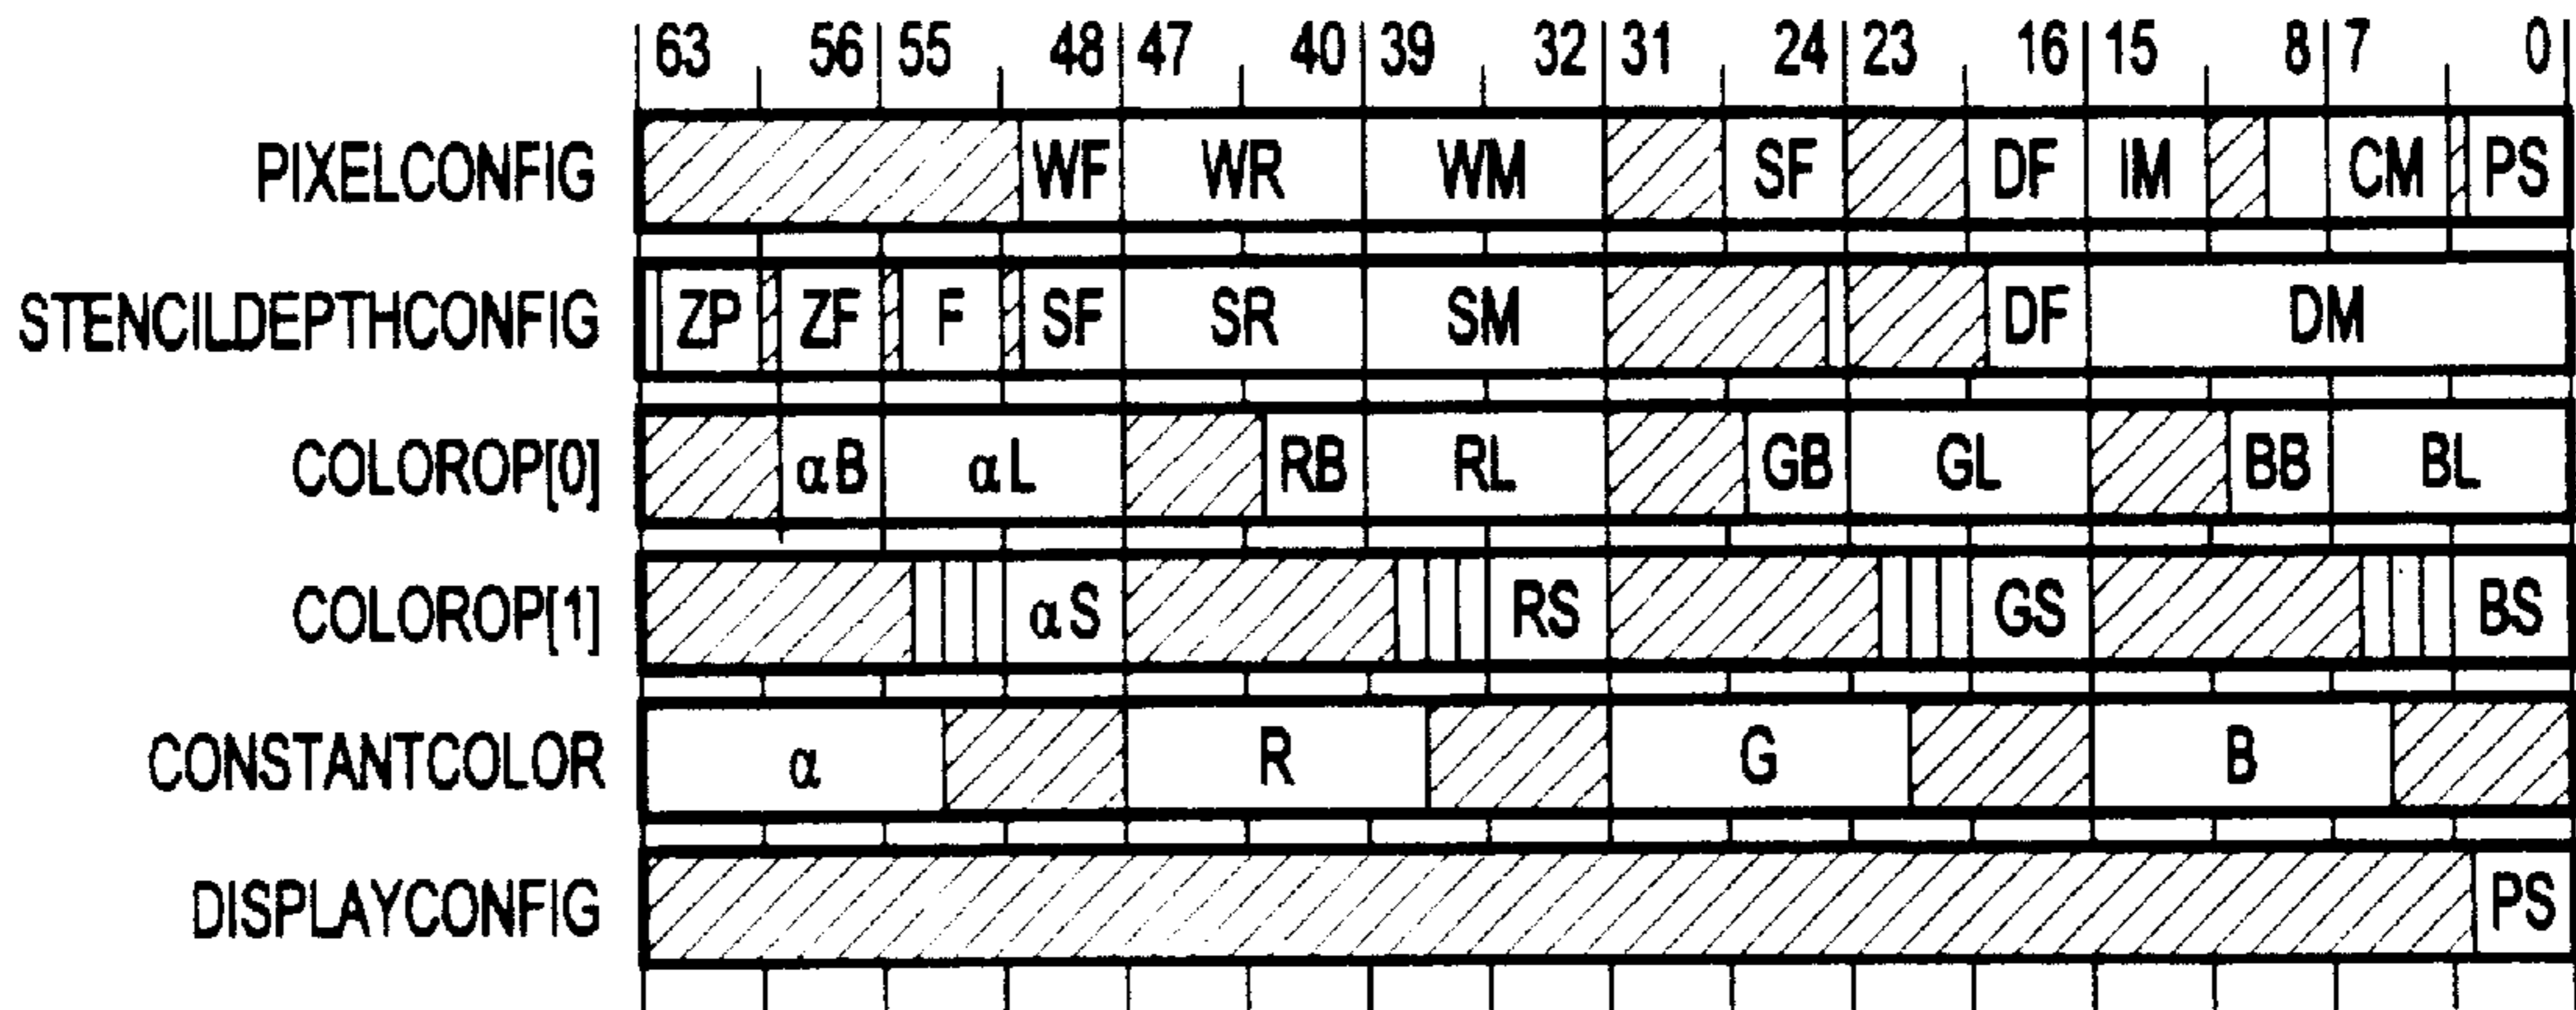 63 56 55 48 47 40 39 32 31 24 23 16 15 8 7 0
PIXELCONFIG WF WR WM SF DF IM CM PS
STENCILDEPTHCONFIG ZP ZF F SF SR SM DF DM
COLOROP[0] αB αL RB RL GB GL BB BL
COLOROP[1] αS RS GS BS
CONSTANTCOLOR α R G B
DISPLAYCONFIG PS